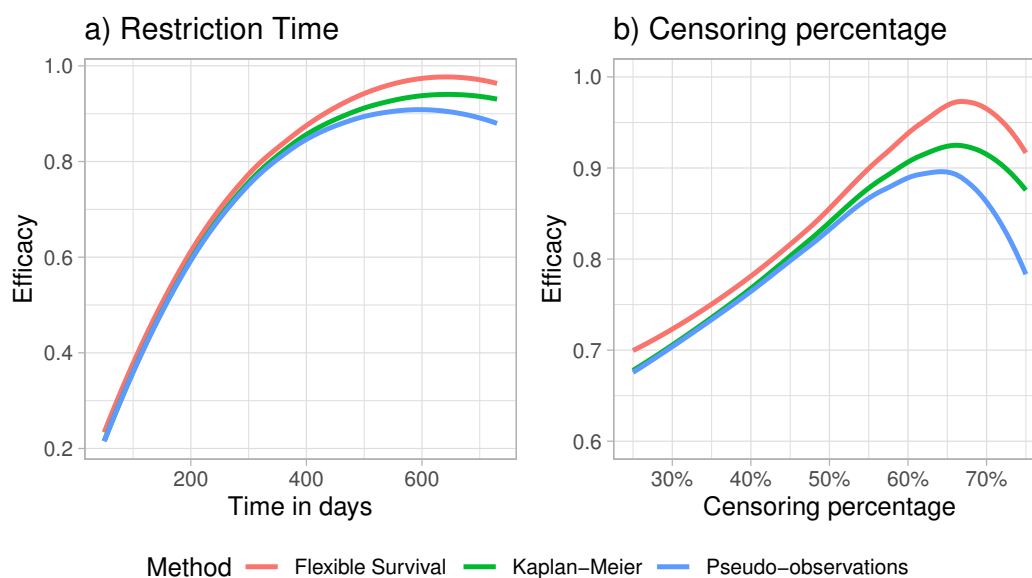 a) Restriction Time
b) Censoring percentage
Efficacy
1.0
0.8
0.6
0.4
0.2
200
400
600
Time in days
Efficacy
1.0
0.9
0.8
0.7
0.6
30%
40%
50%
60%
70%
Censoring percentage
Method
Flexible Survival
Kaplan−Meier
Pseudo−observations